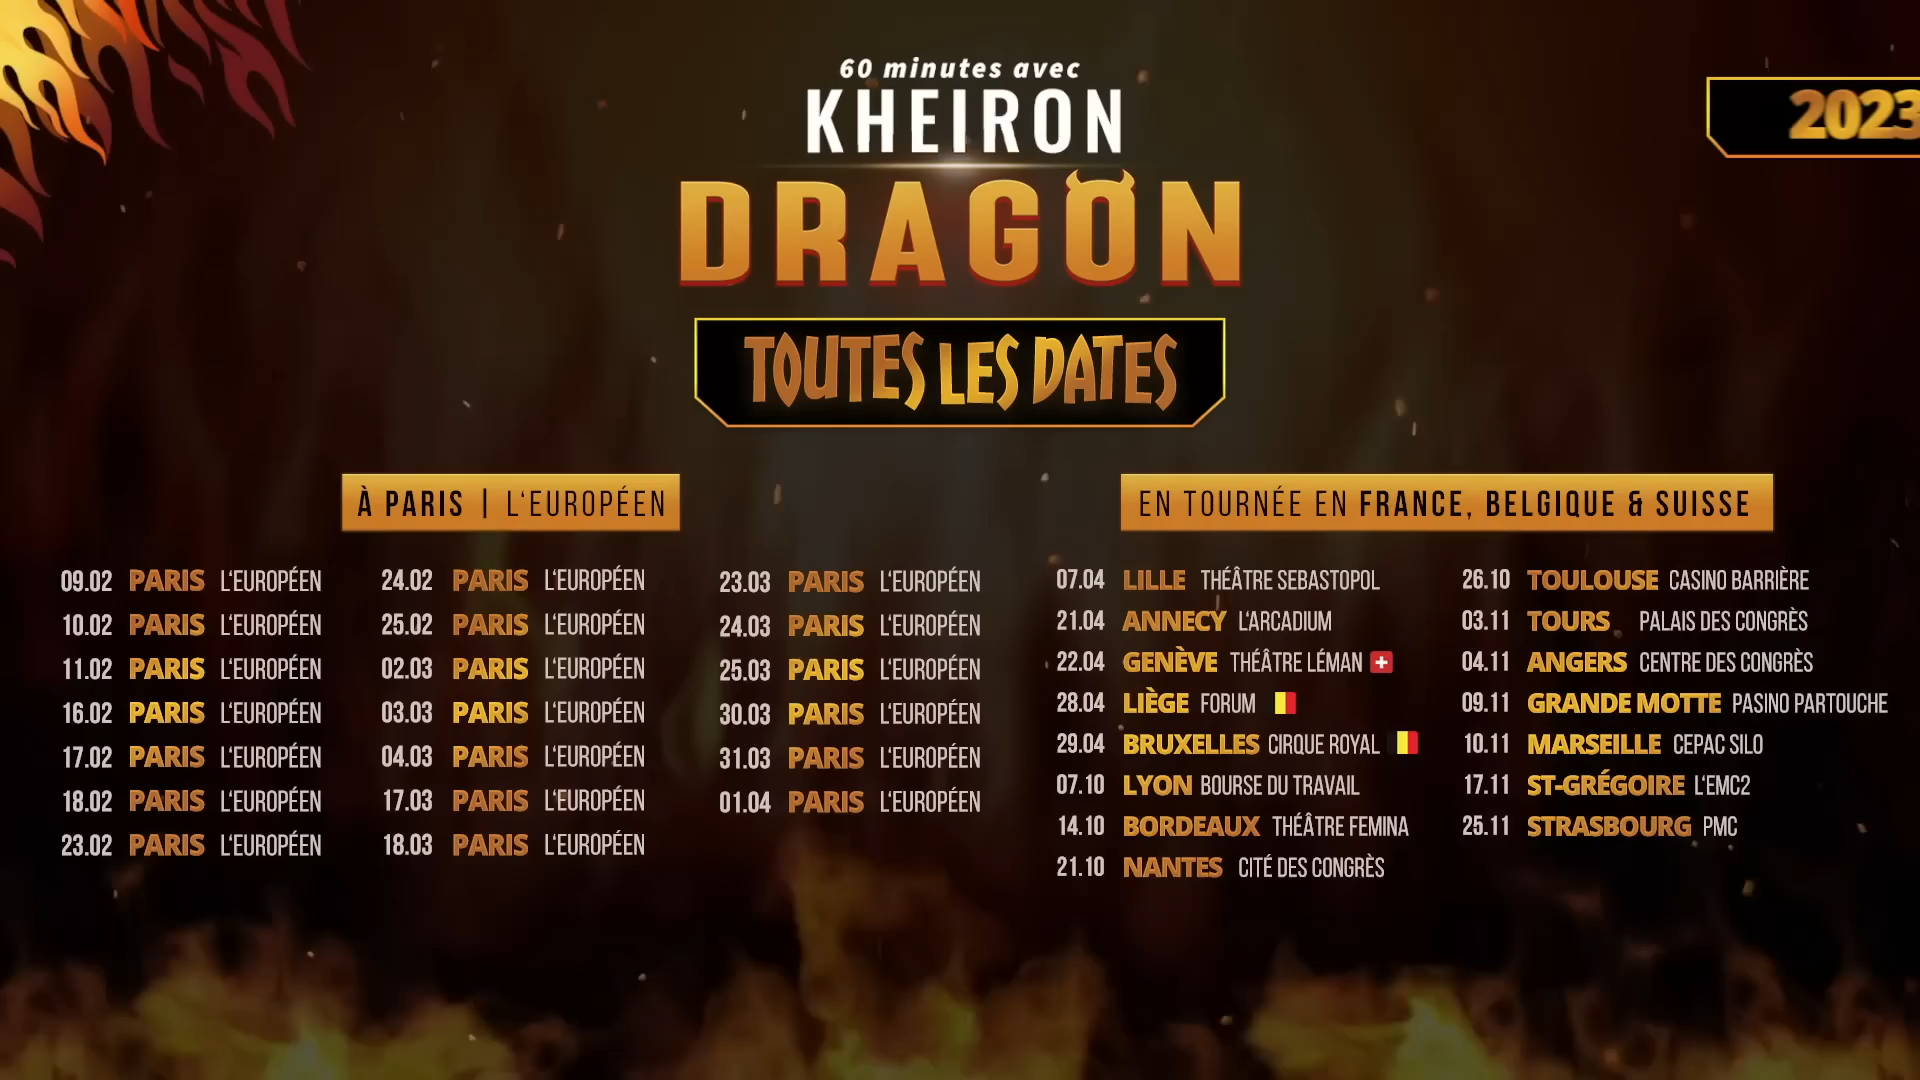 60 minutes avec
KHEIRON
2023
DRAGON
TOUTES LES DATES
À PARIS | L'EUROPÉEN
09.02 PARIS L'EUROPÉEN
10.02 PARIS L'EUROPÉEN
11.02 PARIS L'EUROPÉEN
16.02 PARIS L'EUROPÉEN
17.02 PARIS L'EUROPÉEN
18.02 PARIS L'EUROPÉEN
23.02 PARIS L'EUROPÉEN
24.02 PARIS L'EUROPÉEN
25.02 PARIS L'EUROPÉEN
02.03 PARIS L'EUROPÉEN
03.03 PARIS L'EUROPÉEN
04.03 PARIS L'EUROPÉEN
17.03 PARIS L'EUROPÉEN
18.03 PARIS L'EUROPÉEN
23.03 PARIS L'EUROPÉEN
24.03 PARIS L'EUROPÉEN
25.03 PARIS L'EUROPÉEN
30.03 PARIS L'EUROPÉEN
31.03 PARIS L'EUROPÉEN
01.04 PARIS L'EUROPÉEN
EN TOURNÉE EN FRANCE, BELGIQUE & SUISSE
07.04 LILLE THÉÂTRE SEBASTOPOL
21.04 ANNECY L'ARCADIUM
22.04 GENÈVE THÉÂTRE LÉMAN
28.04 LIÈGE FORUM
29.04 BRUXELLES CIRQUE ROYAL
07.10 LYON BOURSE DU TRAVAIL
14.10 BORDEAUX THÉÂTRE FEMINA
21.10 NANTES CITÉ DES CONGRÈS
26.10 TOULOUSE CASINO BARRIÈRE
03.11 TOURS PALAIS DES CONGRÈS
04.11 ANGERS CENTRE DES CONGRÈS
09.11 GRANDE MOTTE PASINO PARTOUCHE
10.11 MARSEILLE CEPAC SILO
17.11 ST-GRÉGOIRE L'EMC2
25.11 STRASBOURG PMC